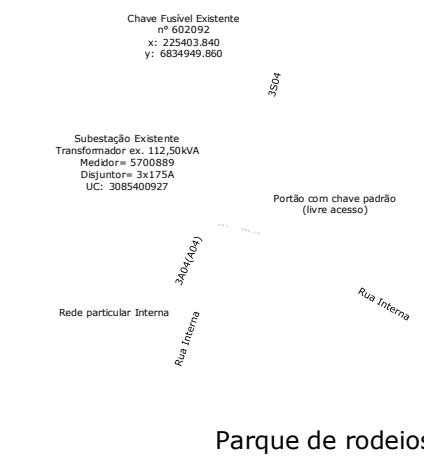 Chave Fusível Existente
nº 602092
x: 225403.840
y: 6834949.860
3S04
Subestação Existente
Transformador ex. 112,50kVA
Medidor= 5700889
Disjuntor= 3x175A
UC: 3085400927
Portão com chave padrão
(livre acesso)
3A04(A04)
Rua Interna
Rede particular Interna
Rua Interna
Parque de rodeios